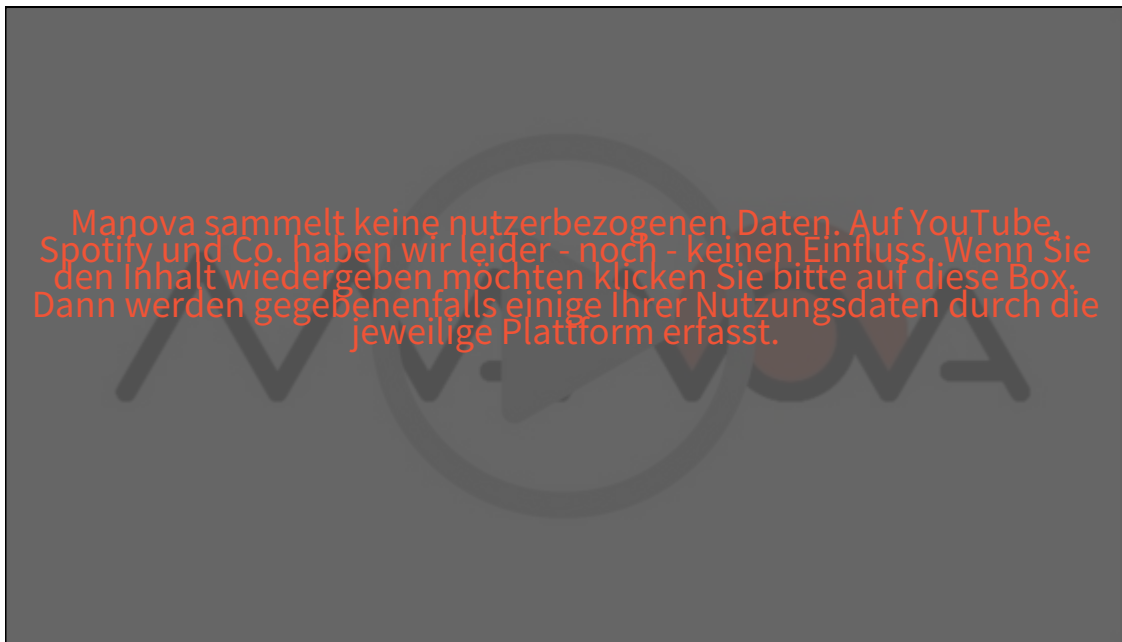 Manova sammelt keine nutzerbezogenen Daten. Auf YouTube,
Spotify und Co. haben wir leider - noch - keinen Einfluss. Wenn Sie
den Inhalt wiedergeben möchten klicken Sie bitte auf diese Box.
Dann werden gegebenenfalls einige Ihrer Nutzungsdaten durch die
jeweilige Plattform erfasst.
MANOVA